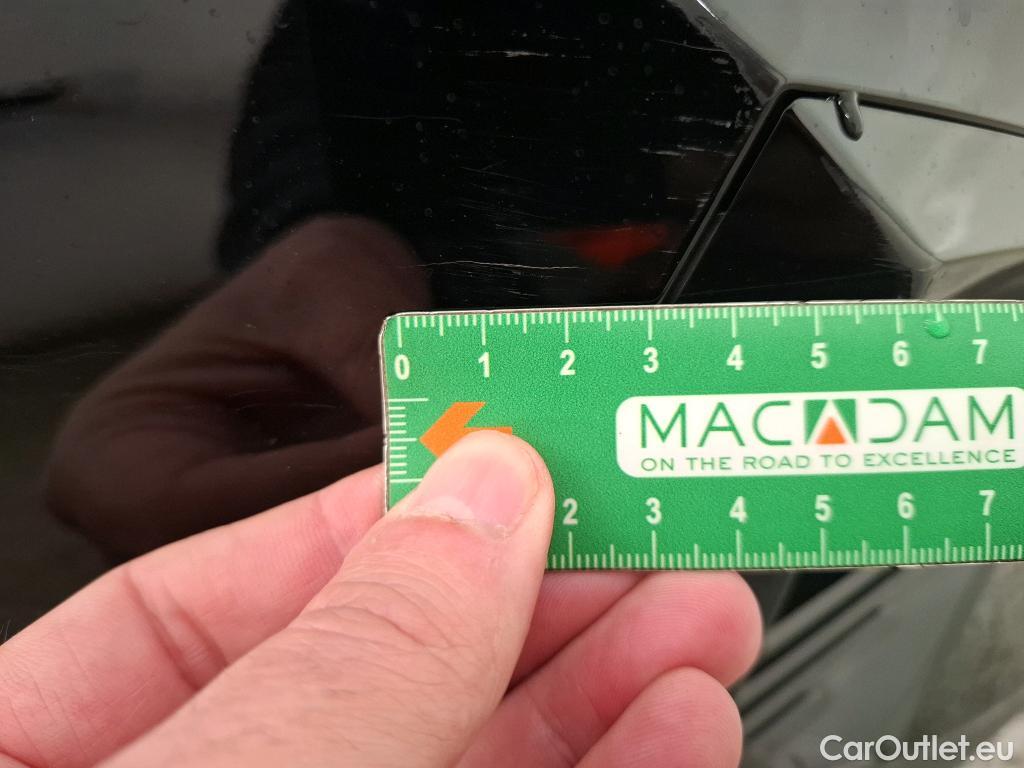 0 1 2 3 4 5 6 7
MACADAM
ON THE ROAD TO EXCELLENCE
2 3 4 5 6 7
CarOutlet.eu